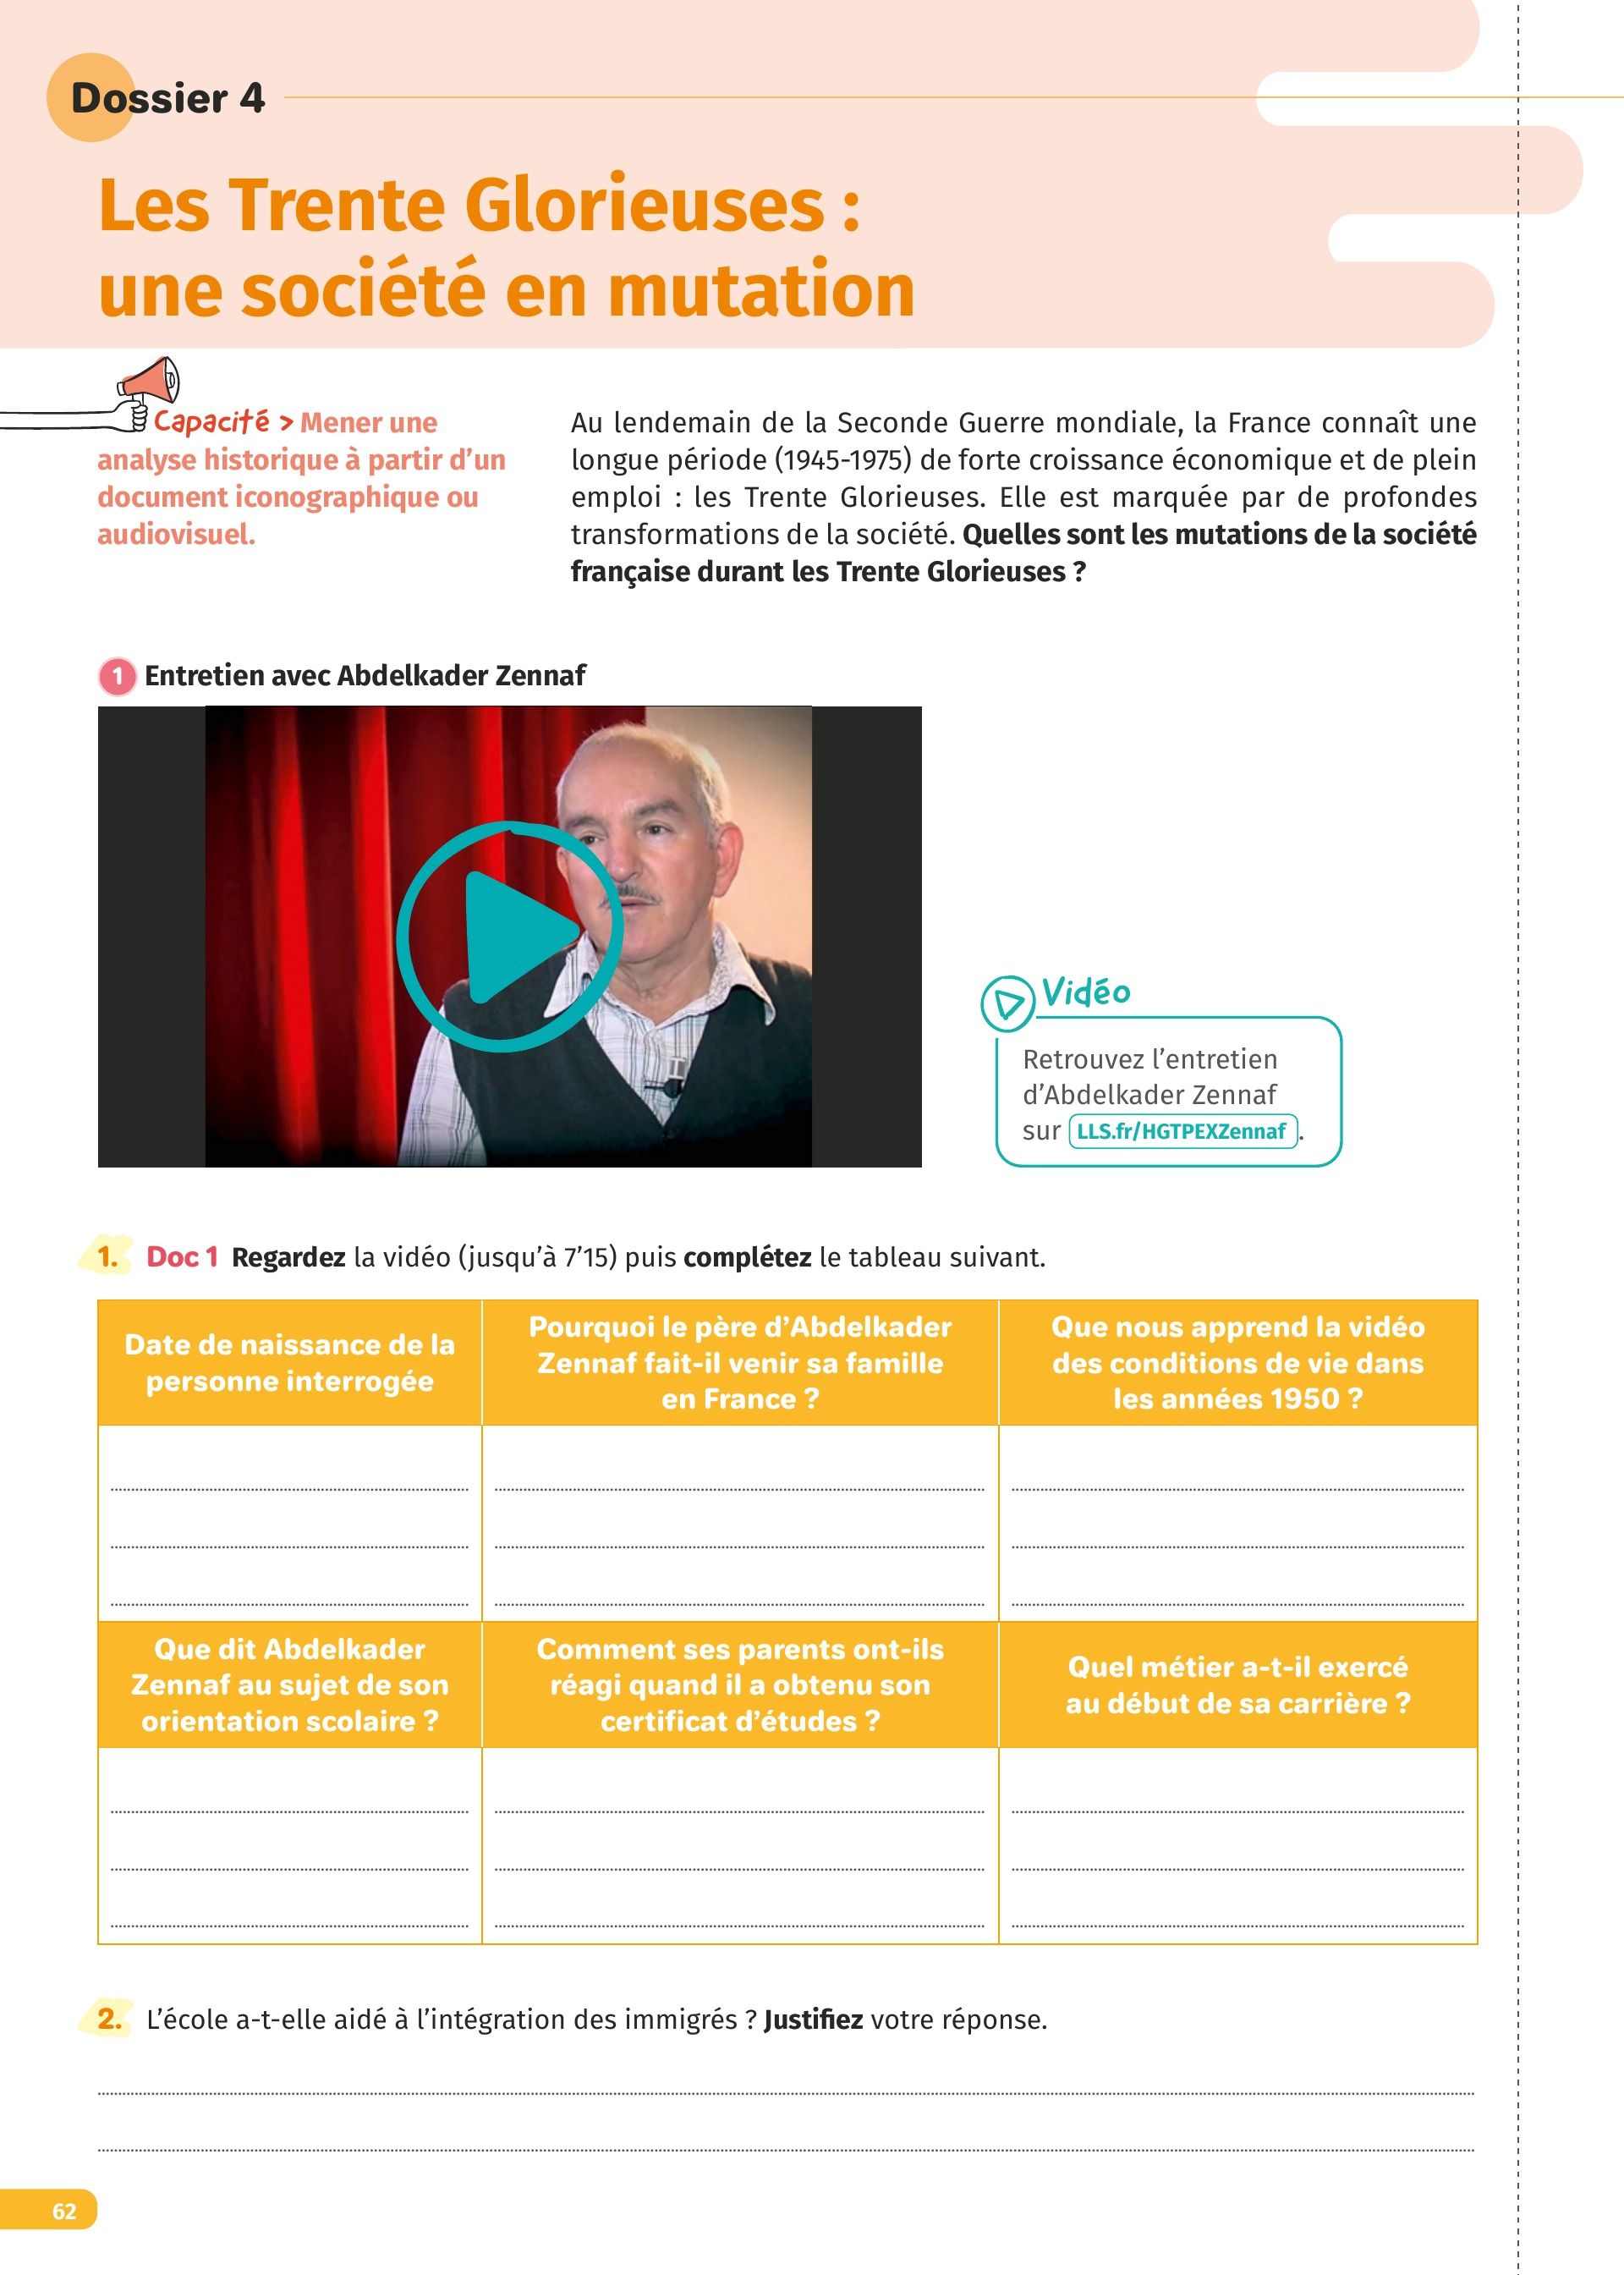 Dossier 4
Les Trente Glorieuses :
une société en mutation
Capacité > Mener une
analyse historique à partir d’un
document iconographique ou
audiovisuel.
Au lendemain de la Seconde Guerre mondiale, la France connaît une
longue période (1945-1975) de forte croissance économique et de plein
emploi : les Trente Glorieuses. Elle est marquée par de profondes
transformations de la société. Quelles sont les mutations de la société
française durant les Trente Glorieuses ?
1 Entretien avec Abdelkader Zennaf
Vidéo
Retrouvez l’entretien
d’Abdelkader Zennaf
sur LLS.fr/HGTPEXZennaf .
1. Doc 1 Regardez la vidéo (jusqu’à 7’15) puis complétez le tableau suivant.
Date de naissance de la
personne interrogée
Pourquoi le père d’Abdelkader
Zennaf fait-il venir sa famille
en France ?
Que nous apprend la vidéo
des conditions de vie dans
les années 1950 ?
Que dit Abdelkader
Zennaf au sujet de son
orientation scolaire ?
Comment ses parents ont-ils
réagi quand il a obtenu son
certificat d’études ?
Quel métier a-t-il exercé
au début de sa carrière ?
2. L’école a-t-elle aidé à l’intégration des immigrés ? Justifiez votre réponse.
62